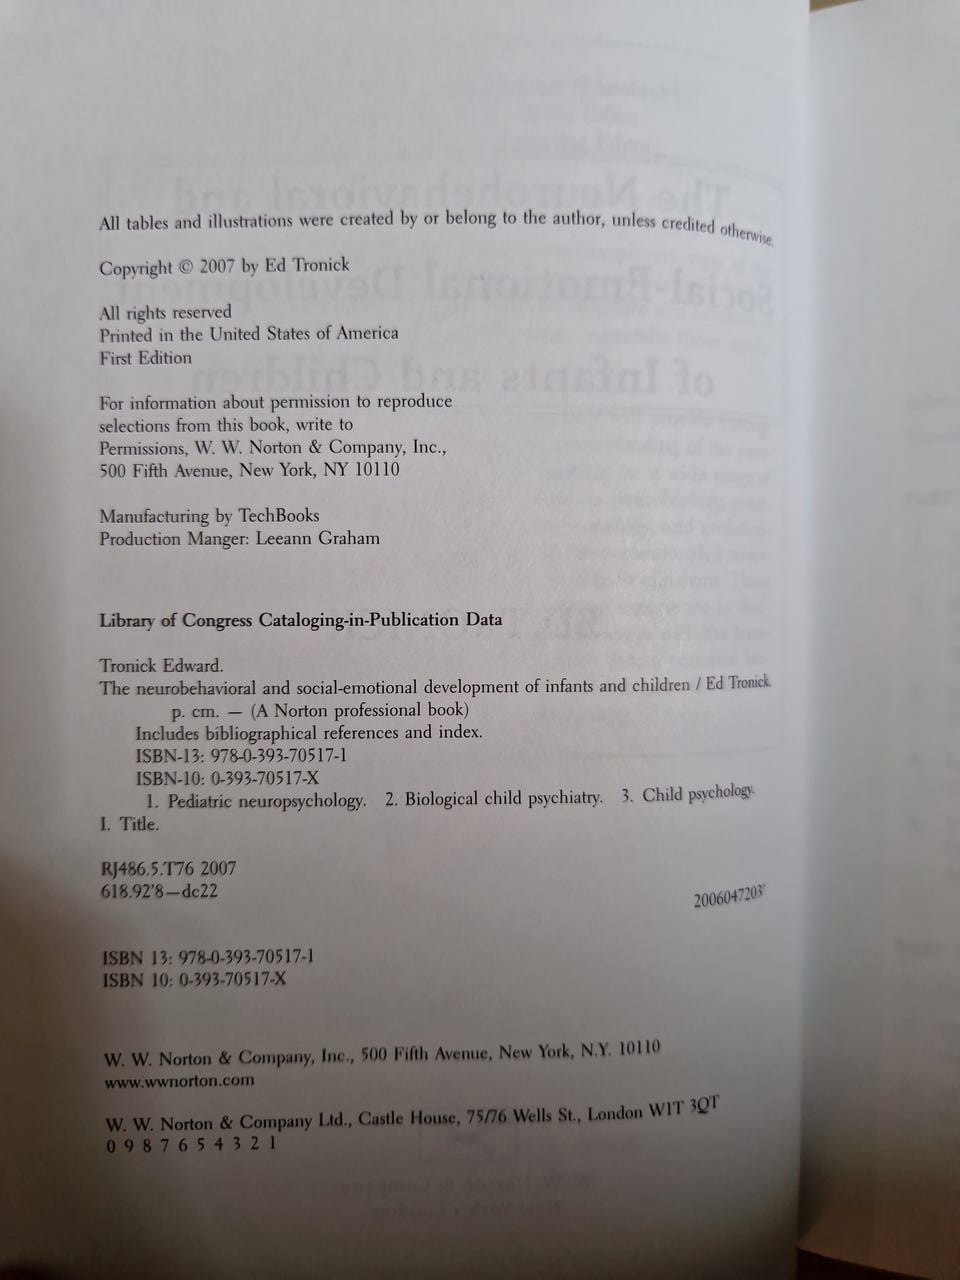 All tables and illustrations were created by or belong to the author, unless credited otherwise.
Copyright © 2007 by Ed Tronick
All rights reserved
Printed in the United States of America
First Edition
For information about permission to reproduce
selections from this book, write to
Permissions, W. W. Norton & Company, Inc.,
500 Fifth Avenue, New York, NY 10110
Manufacturing by TechBooks
Production Manger: Leeann Graham
Library of Congress Cataloging-in-Publication Data
Tronick Edward.
The neurobehavioral and social-emotional development of infants and children / Ed Tronick.
p. cm. — (A Norton professional book)
Includes bibliographical references and index.
ISBN-13: 978-0-393-70517-1
ISBN-10: 0-393-70517-X
1. Pediatric neuropsychology. 2. Biological child psychiatry. 3. Child psychology.
I. Title.
RJ486.5.T76 2007
618.92'8—dc22
2006047203
ISBN 13: 978-0-393-70517-1
ISBN 10: 0-393-70517-X
W. W. Norton & Company, Inc., 500 Fifth Avenue, New York, N.Y. 10110
www.wwnorton.com
W. W. Norton & Company Ltd., Castle House, 75/76 Wells St., London W1T 3QT
0 9 8 7 6 5 4 3 2 1